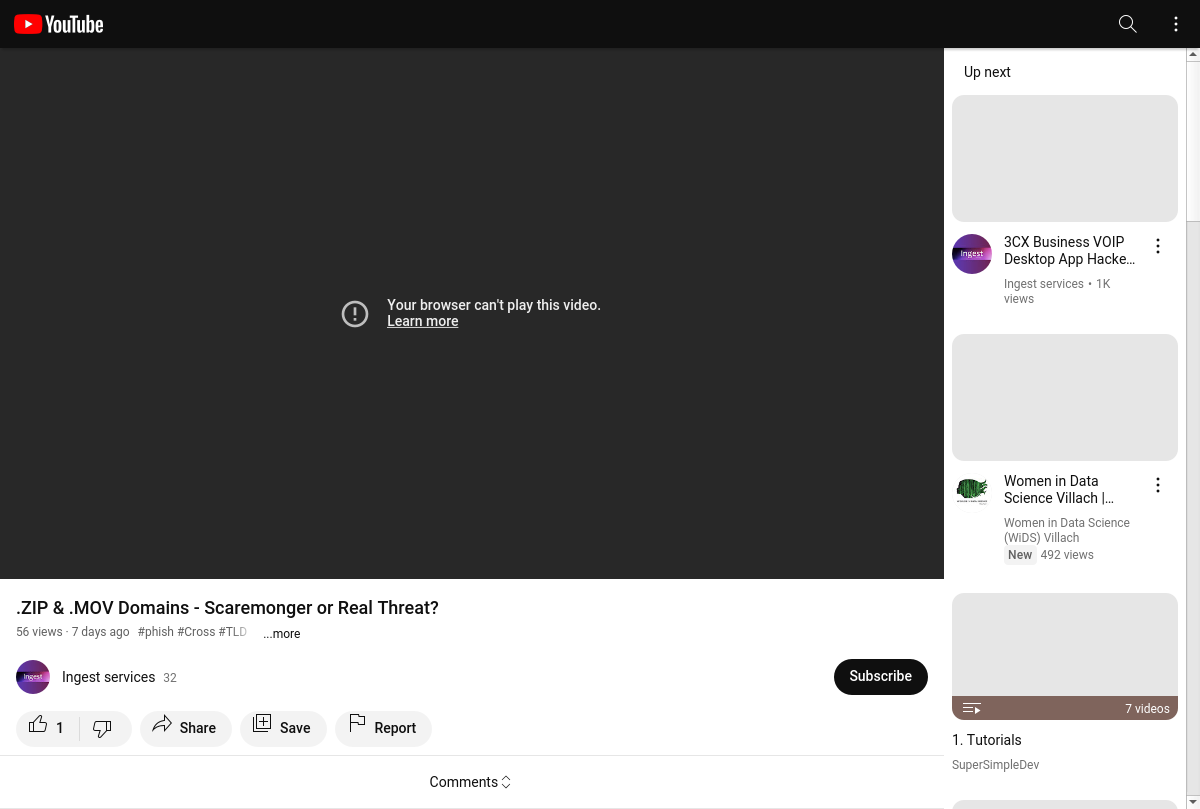 YouTube
Your browser can't play this video.
Learn more
.ZIP & .MOV Domains - Scaremonger or Real Threat?
56 views · 7 days ago #phish #Cross #TLD ...more
Ingest
Ingest services 32
Subscribe
1
Share
Save
Report
Comments
Up next
Ingest
3CX Business VOIP
Desktop App Hacke...
Ingest services • 1K
views
Women in Data
Science Villach |...
Women in Data Science
(WiDS) Villach
New 492 views
7 videos
1. Tutorials
SuperSimpleDev